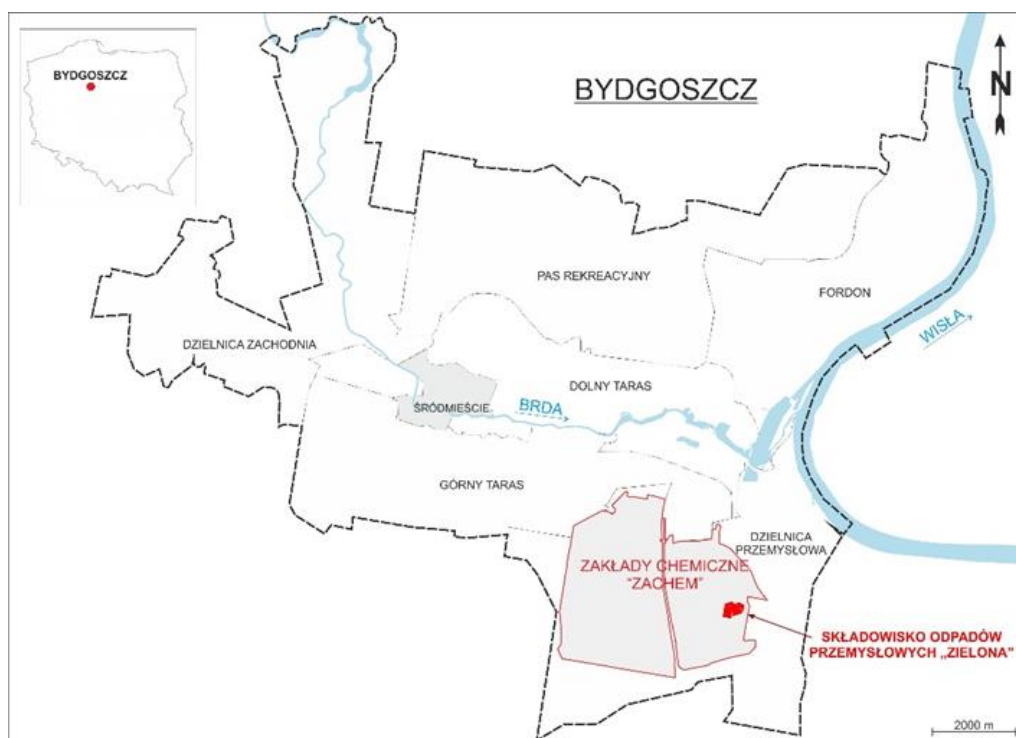 BYDGOSZCZ
BYDGOSZCZ
N
PAS REKREACYJNY
FORDON
WISŁA
DZIELNICA ZACHODNIA
DOLNY TARAS
ŚRÓDMIEŚCIE
BRDA
GÓRNY TARAS
DZIELNICA
PRZEMYSŁOWA
ZAKŁADY CHEMICZNE
"ZACHEM"
SKŁADOWISKO ODPADÓW
PRZEMYSŁOWYCH „ZIELONA”
2000 m